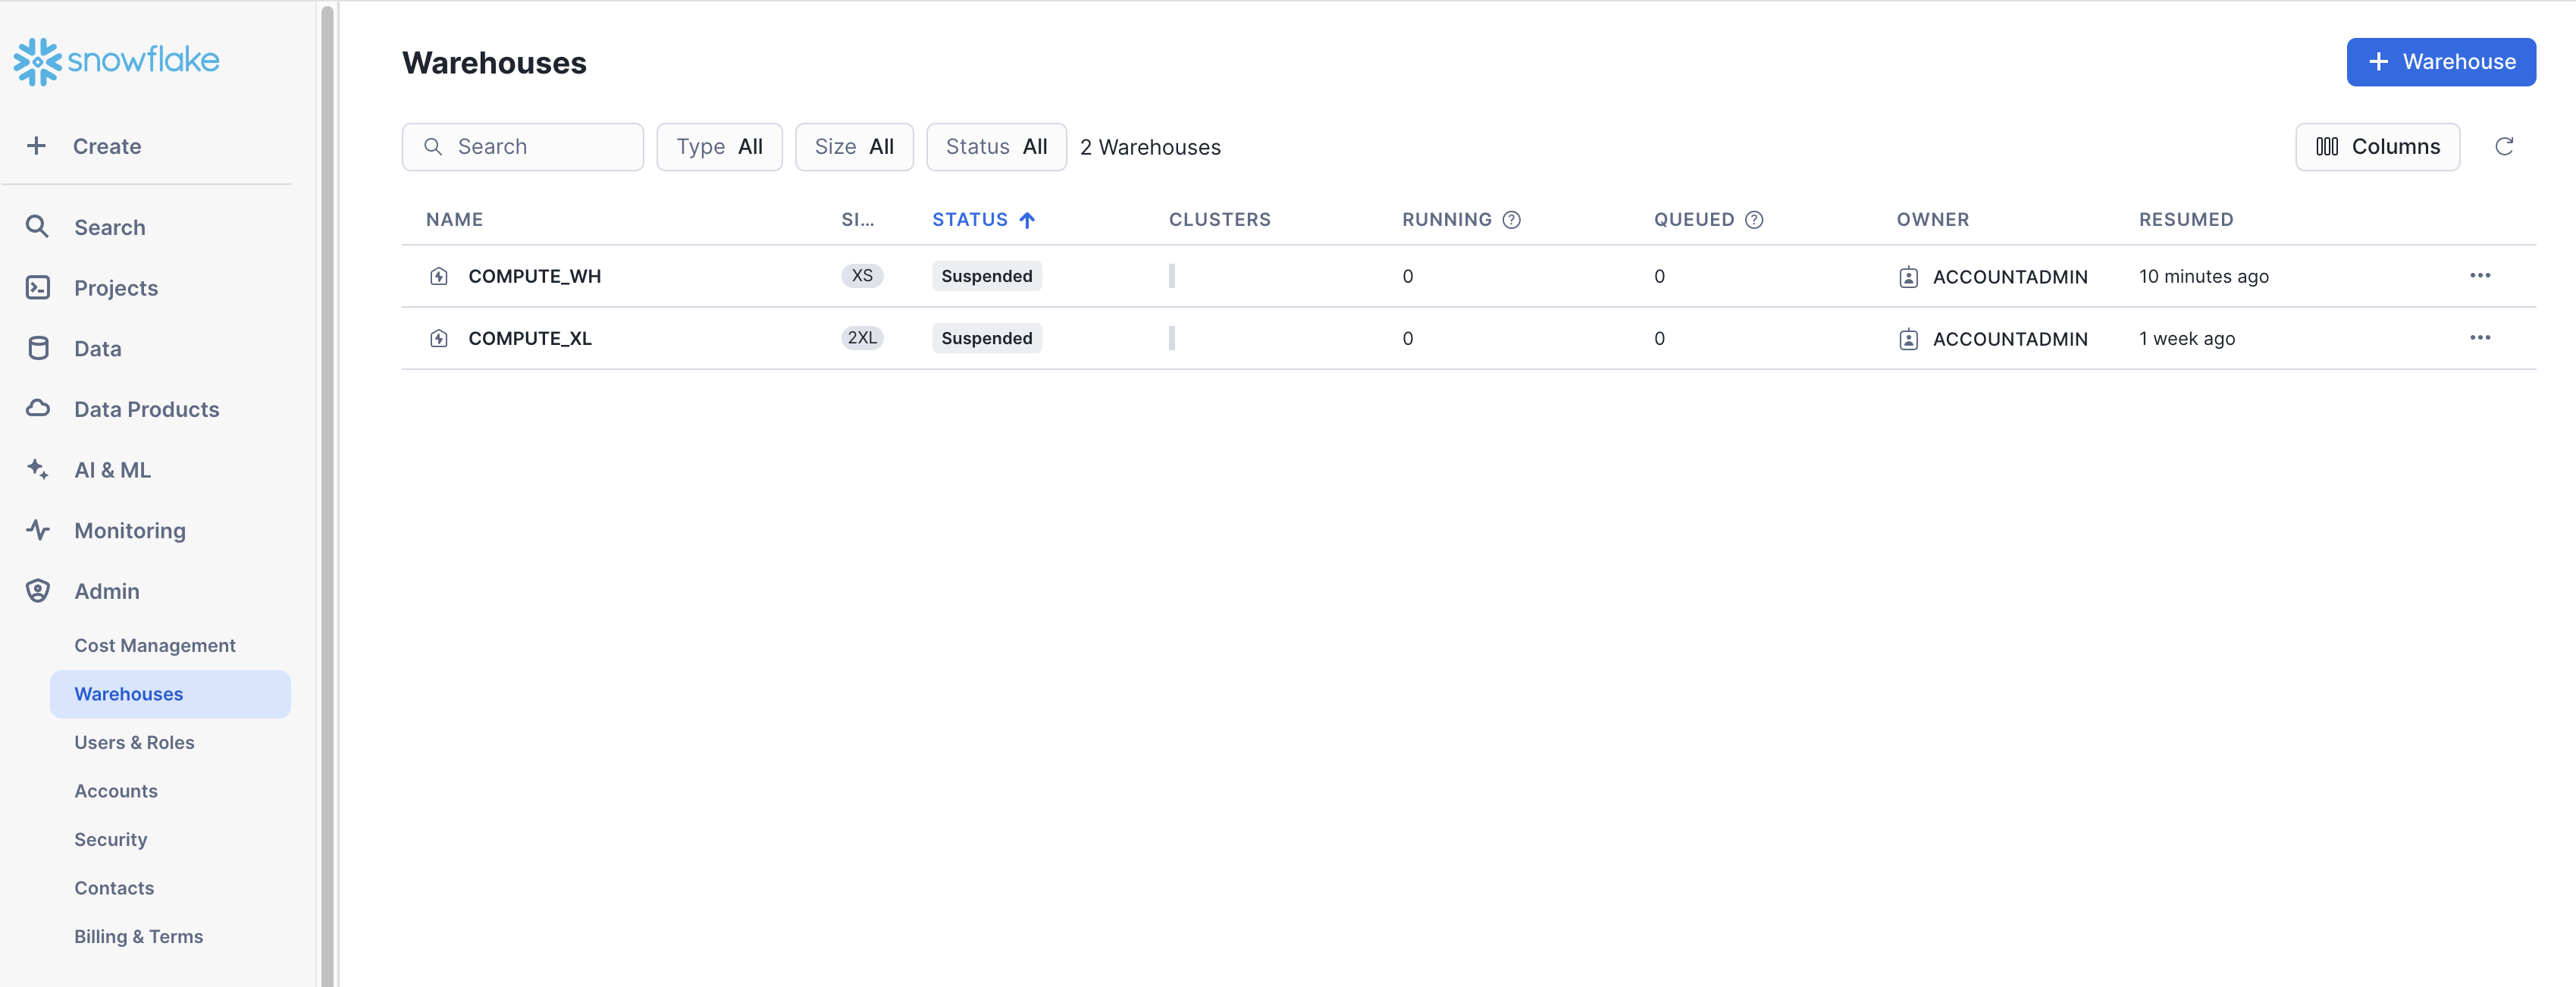 snowflake
Create
Search
Projects
Data
Data Products
AI & ML
Monitoring
Admin
Cost Management
Warehouses
Users & Roles
Accounts
Security
Contacts
Billing & Terms
Warehouses
+ Warehouse
Search Type All Size All Status All 2 Warehouses Columns
NAME SI... STATUS CLUSTERS RUNNING QUEUED OWNER RESUMED
COMPUTE_WH XS Suspended 0 0 ACCOUNTADMIN 10 minutes ago
COMPUTE_XL 2XL Suspended 0 0 ACCOUNTADMIN 1 week ago